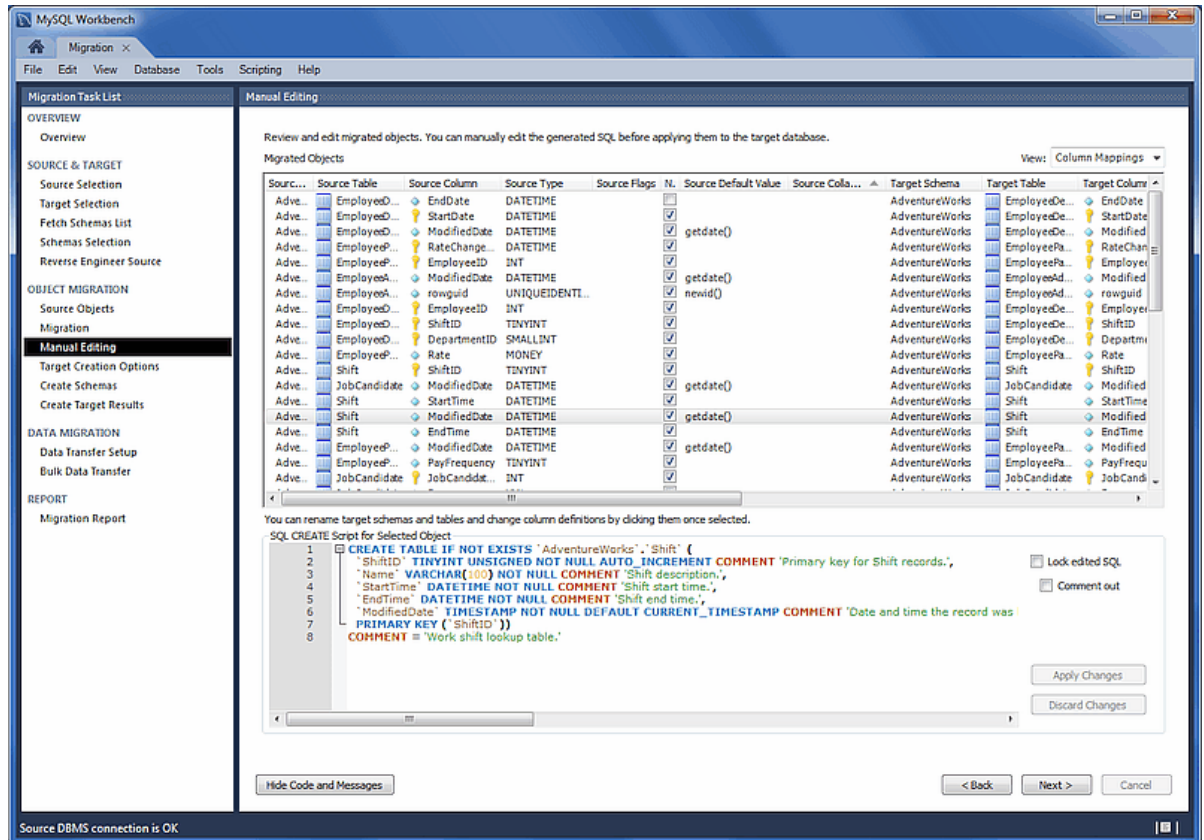 MySQL Workbench
Migration ×
File Edit View Database Tools Scripting Help
Migration Task List
OVERVIEW
Overview
SOURCE & TARGET
Source Selection
Target Selection
Fetch Schemas List
Schemas Selection
Reverse Engineer Source
OBJECT MIGRATION
Source Objects
Migration
Manual Editing
Target Creation Options
Create Schemas
Create Target Results
DATA MIGRATION
Data Transfer Setup
Bulk Data Transfer
REPORT
Migration Report
Manual Editing
Review and edit migrated objects. You can manually edit the generated SQL before applying them to the target database.
Migrated Objects View: Column Mappings
Sourc... Source Table Source Column Source Type Source Flags N. Source Default Value Source Colla... Target Schema Target Table Target Column
Adve... EmployeeD... EndDate DATETIME AdventureWorks EmployeeDe... EndDate
Adve... EmployeeD... StartDate DATETIME AdventureWorks EmployeeDe... StartDate
Adve... EmployeeD... ModifiedDate DATETIME getdate() AdventureWorks EmployeeDe... Modified
Adve... EmployeeP... RateChange... DATETIME AdventureWorks EmployeePa... RateChan
Adve... EmployeeP... EmployeeID INT AdventureWorks EmployeePa... Employee
Adve... EmployeeA... ModifiedDate DATETIME getdate() AdventureWorks EmployeeAd... Modified
Adve... EmployeeA... rowguid UNIQUEIDENTI... newid() AdventureWorks EmployeeAd... rowguid
Adve... EmployeeD... EmployeeID INT AdventureWorks EmployeeDe... Employee
Adve... EmployeeD... ShiftID TINYINT AdventureWorks EmployeeDe... ShiftID
Adve... EmployeeD... DepartmentID SMALLINT AdventureWorks EmployeeDe... Departme
Adve... EmployeeP... Rate MONEY AdventureWorks EmployeePa... Rate
Adve... Shift ShiftID TINYINT AdventureWorks Shift ShiftID
Adve... JobCandidate ModifiedDate DATETIME getdate() AdventureWorks JobCandidate Modified
Adve... Shift StartTime DATETIME AdventureWorks Shift StartTime
Adve... Shift ModifiedDate DATETIME getdate() AdventureWorks Shift Modified
Adve... Shift EndTime DATETIME AdventureWorks Shift EndTime
Adve... EmployeeP... ModifiedDate DATETIME getdate() AdventureWorks EmployeePa... Modified
Adve... EmployeeP... PayFrequency TINYINT AdventureWorks EmployeePa... PayFrequ
Adve... JobCandidate JobCandidat... INT AdventureWorks JobCandidate JobCandi
You can rename target schemas and tables and change column definitions by clicking them once selected.
SQL CREATE Script for Selected Object
1 CREATE TABLE IF NOT EXISTS `AdventureWorks`.`Shift` (
2 `ShiftID` TINYINT UNSIGNED NOT NULL AUTO_INCREMENT COMMENT 'Primary key for Shift records.',
3 `Name` VARCHAR(100) NOT NULL COMMENT 'Shift description.',
4 `StartTime` DATETIME NOT NULL COMMENT 'Shift start time.',
5 `EndTime` DATETIME NOT NULL COMMENT 'Shift end time.',
6 `ModifiedDate` TIMESTAMP NOT NULL DEFAULT CURRENT_TIMESTAMP COMMENT 'Date and time the record was
7 PRIMARY KEY (`ShiftID`))
8 COMMENT = 'Work shift lookup table.'
Lock edited SQL
Comment out
Apply Changes
Discard Changes
Hide Code and Messages < Back Next > Cancel
Source DBMS connection is OK